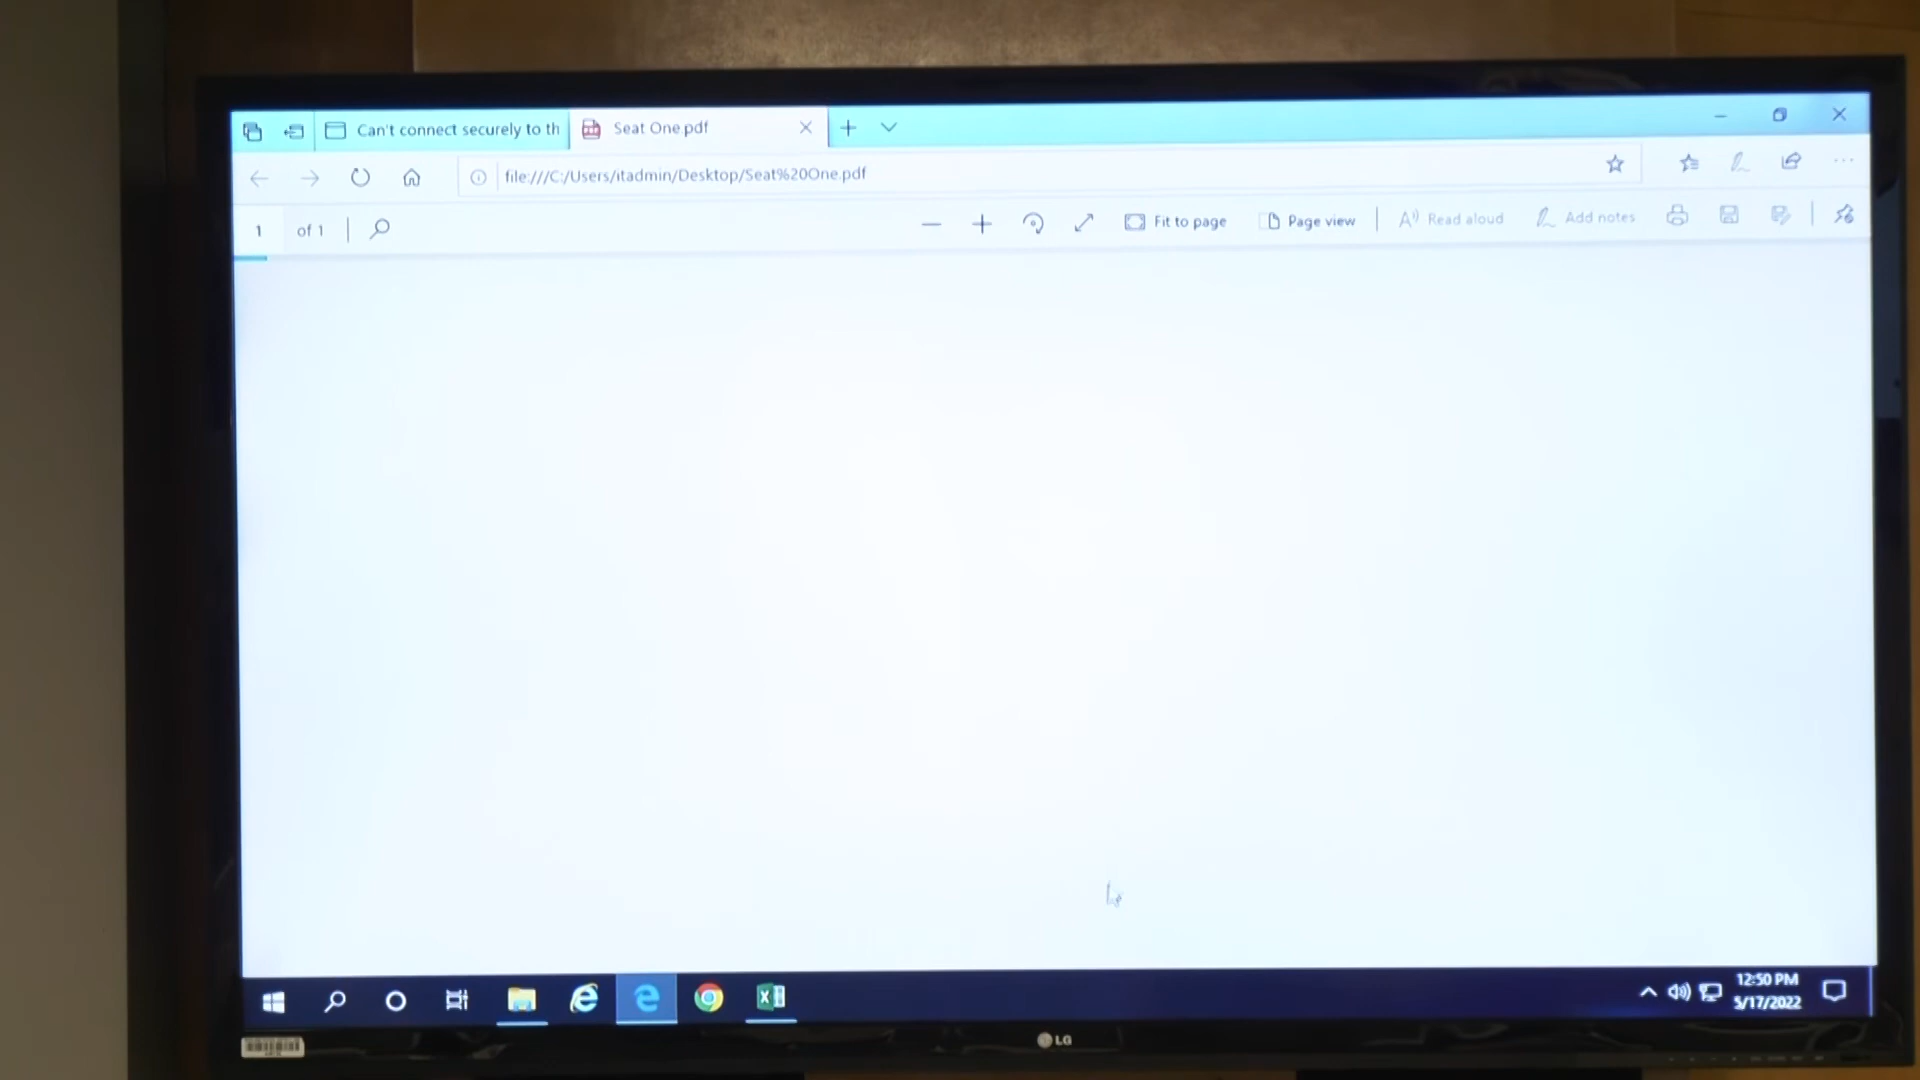 Can't connect securely to th
Seat One.pdf
file:///C:/Users/itadmin/Desktop/Seat%20One.pdf
1 of 1
Fit to page
Page view
Read aloud
Add notes
12:50 PM
5/17/2022
LG